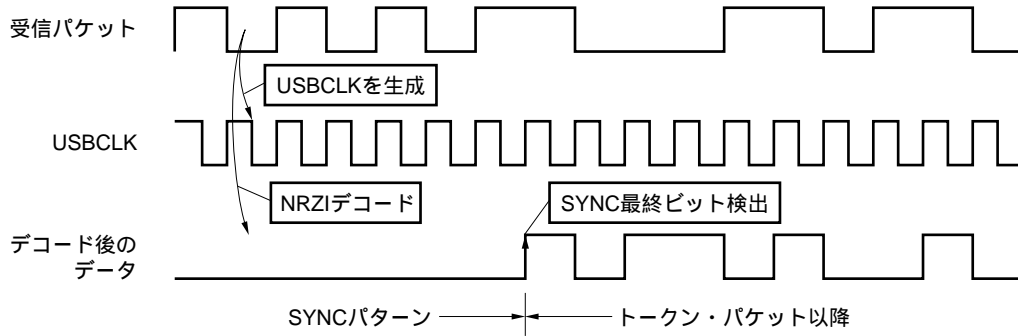 受信パケット
USBCLKを生成
USBCLK
NRZIデコード
SYNC最終ビット検出
デコード後の
データ
SYNCパターン
トークン・パケット以降